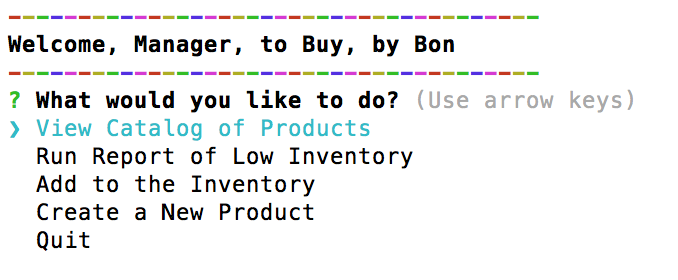 Welcome, Manager, to Buy, by Bon
? What would you like to do? (Use arrow keys)
❯ View Catalog of Products
Run Report of Low Inventory
Add to the Inventory
Create a New Product
Quit